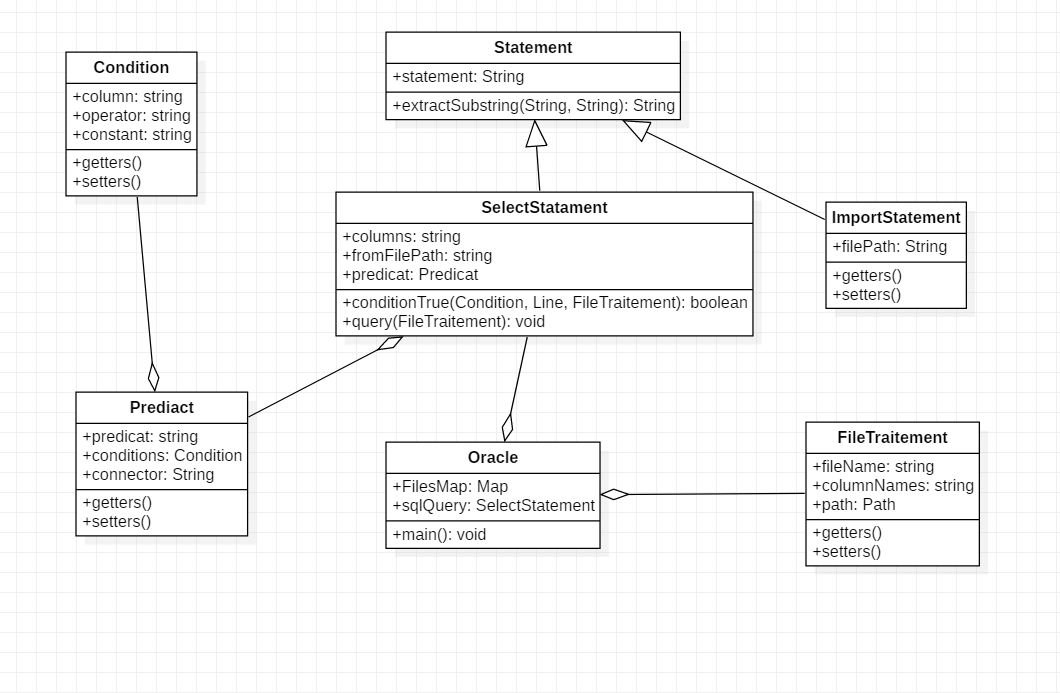 Condition
+column: string
+operator: string
+constant: string
+getters()
+setters()
Statement
+statement: String
+extractSubstring(String, String): String
SelectStatament
+columns: string
+fromFilePath: string
+predicat: Predicat
+conditionTrue(Condition, Line, FileTraitement): boolean
+query(FileTraitement): void
ImportStatement
+filePath: String
+getters()
+setters()
Prediact
+predicat: string
+conditions: Condition
+connector: String
+getters()
+setters()
Oracle
+FilesMap: Map
+sqlQuery: SelectStatement
+main(): void
FileTraitement
+fileName: string
+columnNames: string
+path: Path
+getters()
+setters()